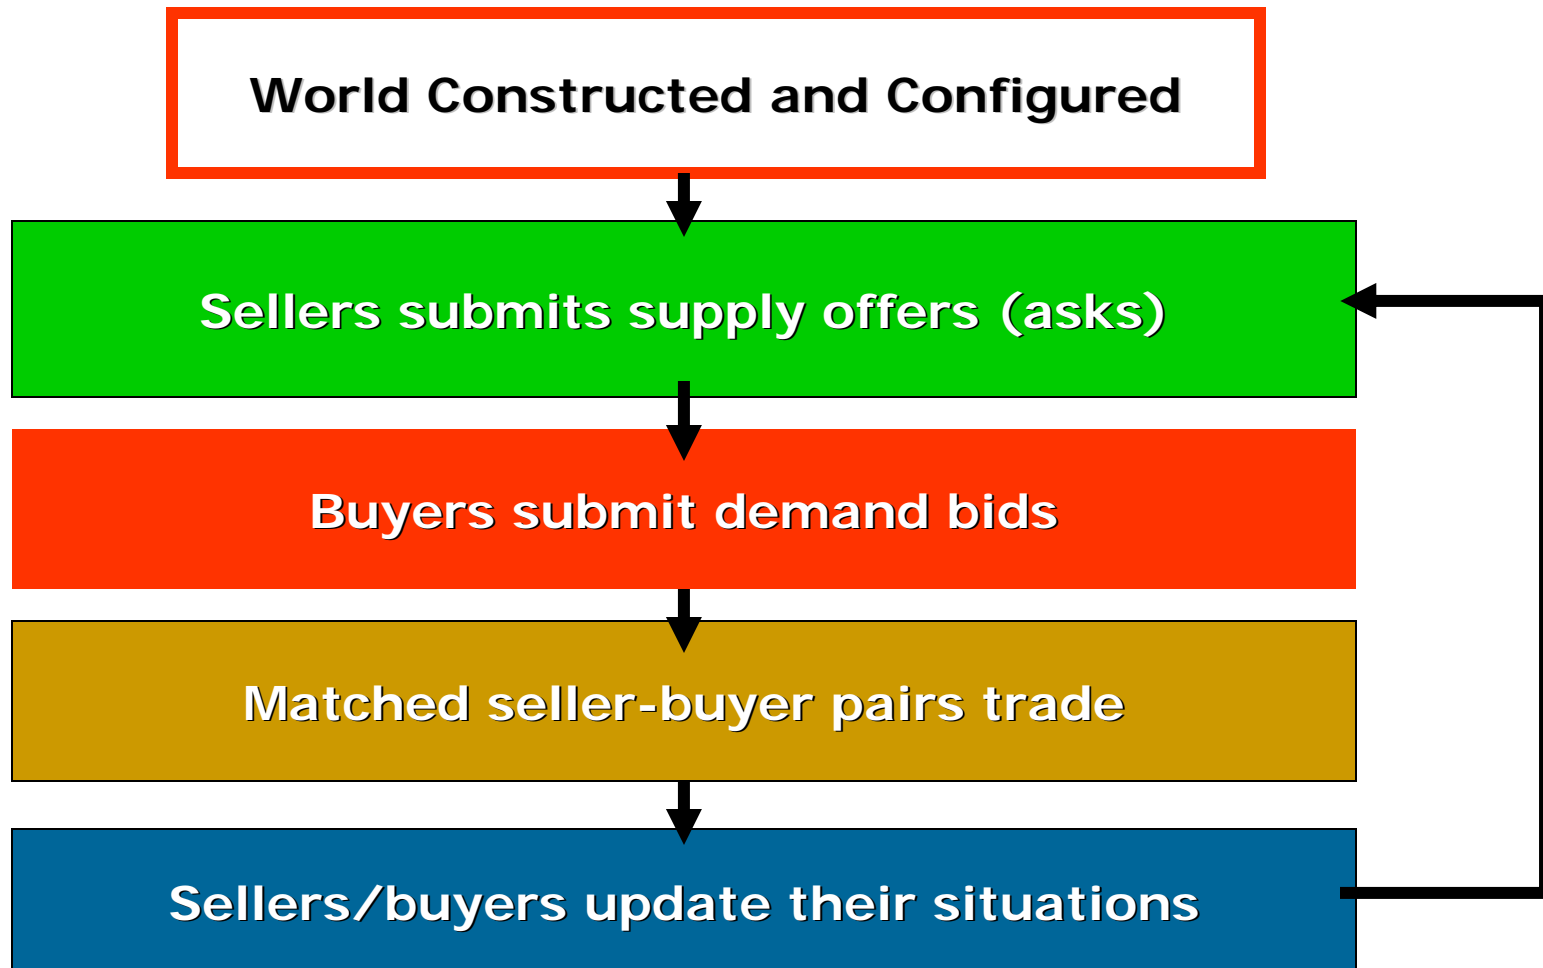 World Constructed and Configured
Sellers submits supply offers (asks)
Buyers submit demand bids
Matched seller-buyer pairs trade
Sellers/buyers update their situations